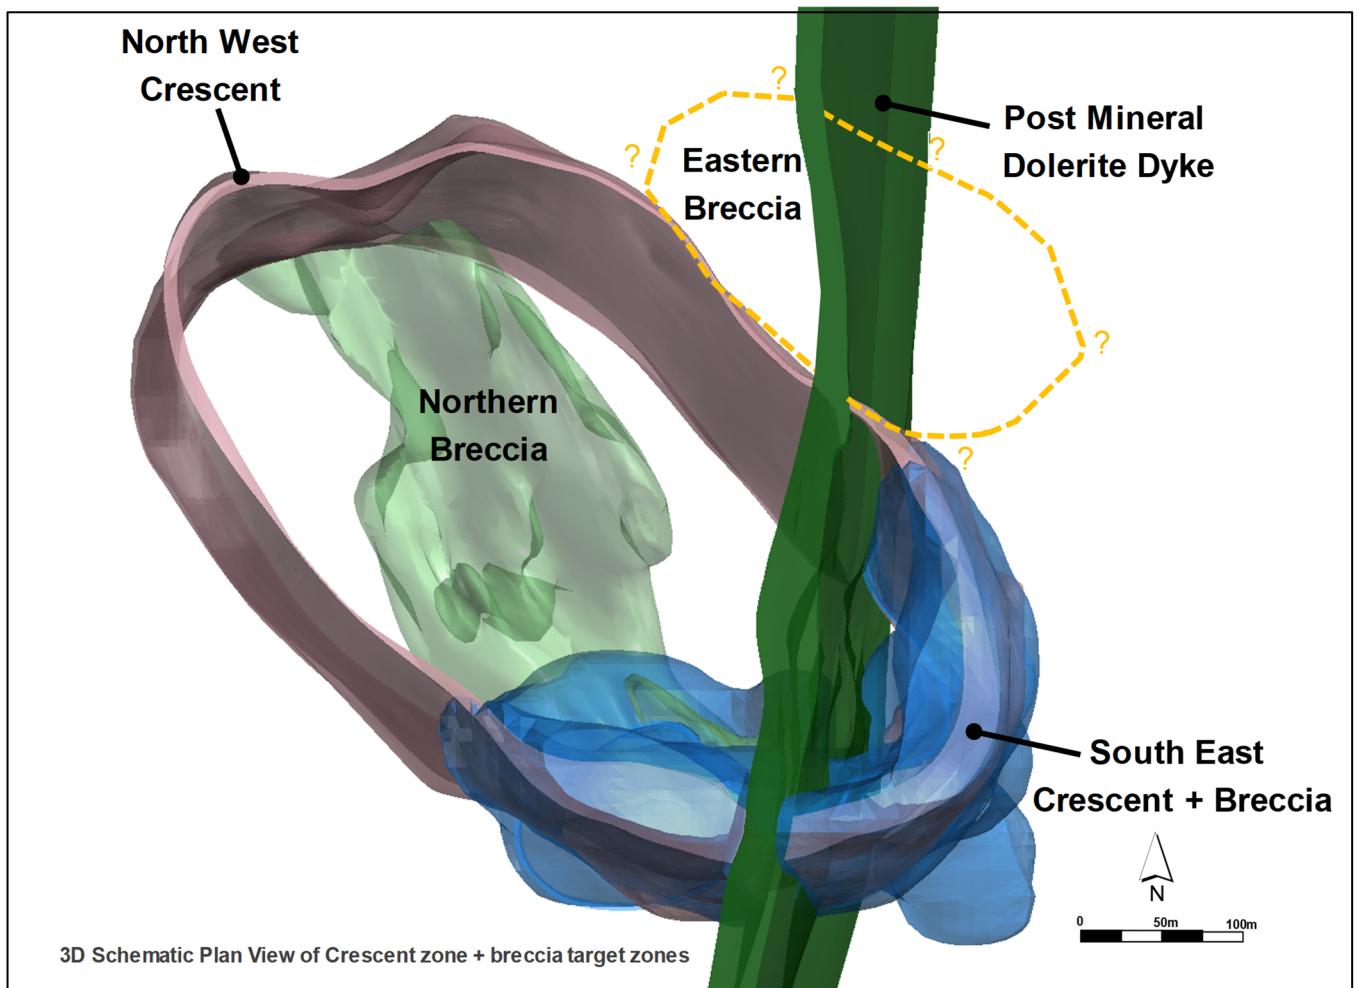 North West
Crescent
?
?
Eastern
Breccia
?
Post Mineral
Dolerite Dyke
?
Northern
Breccia
?
South East
Crescent + Breccia
N
0 50m 100m
3D Schematic Plan View of Crescent zone + breccia target zones